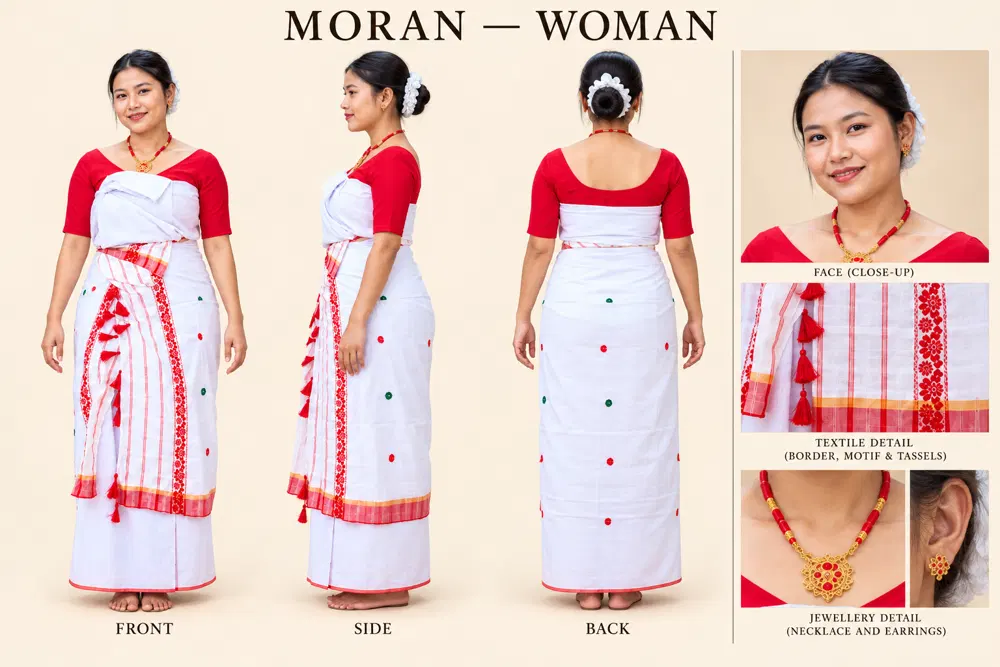 MORAN — WOMAN
FRONT
SIDE
BACK
FACE (CLOSE-UP)
TEXTILE DETAIL
(BORDER, MOTIF & TASSELS)
JEWELLERY DETAIL
(NECKLACE AND EARRINGS)